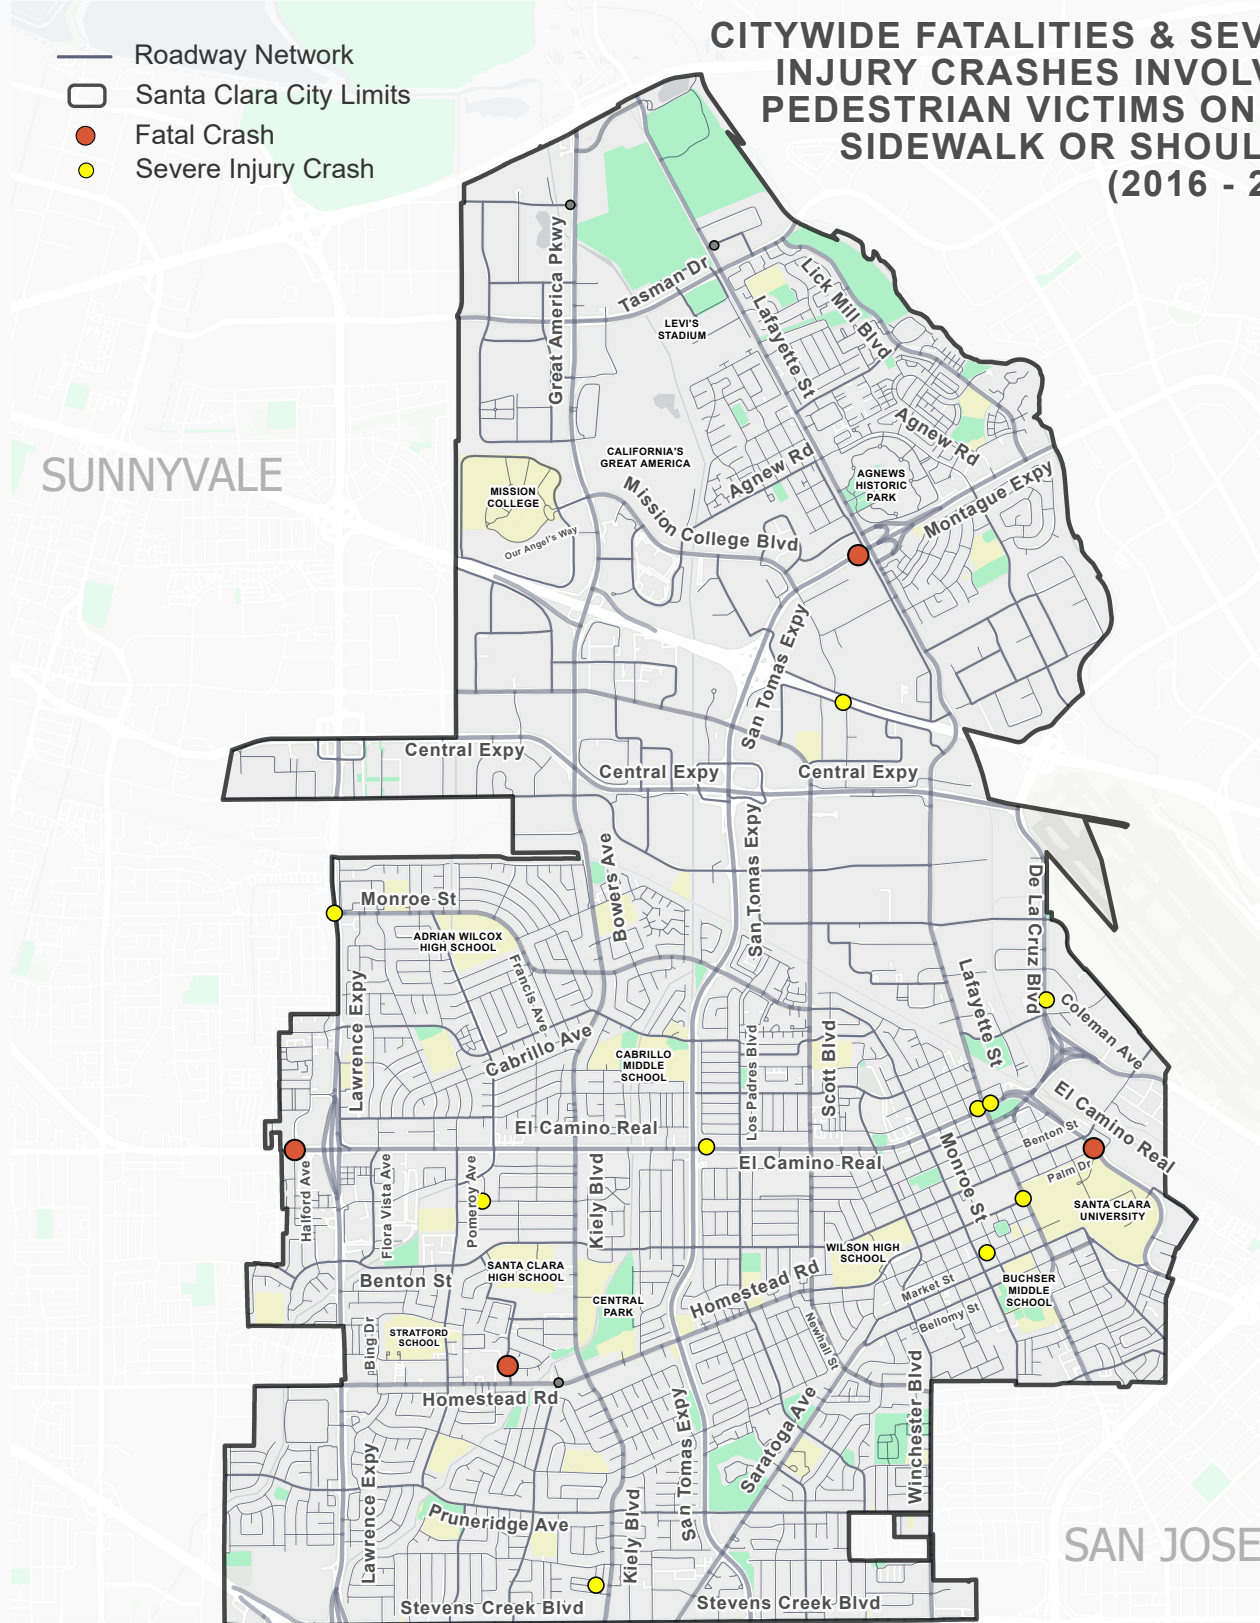 CITYWIDE FATALITIES & SEV
INJURY CRASHES INVOLV
PEDESTRIAN VICTIMS ON
SIDEWALK OR SHOUL
(2016 - 2
Roadway Network
Santa Clara City Limits
Fatal Crash
Severe Injury Crash
Great America Pkwy
Tasman Dr
LEVI'S
STADIUM
Lick Mill Blvd
Lafayette St
SUNNYVALE
CALIFORNIA'S
GREAT AMERICA
Agnew Rd
Agnew Rd
AGNEWS
HISTORIC
PARK
MISSION
COLLEGE
Mission College Blvd
Montague Expy
Our Angel's Way
San Tomas Expy
Central Expy
Central Expy
Central Expy
San Tomas Expy
Bowers Ave
De La Cruz Blvd
Monroe St
ADRIAN WILCOX
HIGH SCHOOL
Francis Ave
Lawrence Expy
Lafayette St
Coleman Ave
Cabrillo Ave
CABRILLO
MIDDLE
SCHOOL
Los Padres Blvd
Scott Blvd
El Camino Real
El Camino Real
El Camino Real
Benton St
Palm Dr
Monroe St
Halford Ave
Flora Vista Ave
Pomeroy Ave
Kiely Blvd
SANTA CLARA
UNIVERSITY
WILSON HIGH
SCHOOL
SANTA CLARA
HIGH SCHOOL
Benton St
CENTRAL
PARK
Homestead Rd
Market St
BUCHSER
MIDDLE
SCHOOL
Bellomy St
Newhall St
Bing Dr
STRATFORD
SCHOOL
Homestead Rd
Winchester Blvd
San Tomas Expy
Saratoga Ave
Lawrence Expy
Pruneridge Ave
Kiely Blvd
SAN JOSE
Stevens Creek Blvd
Stevens Creek Blvd